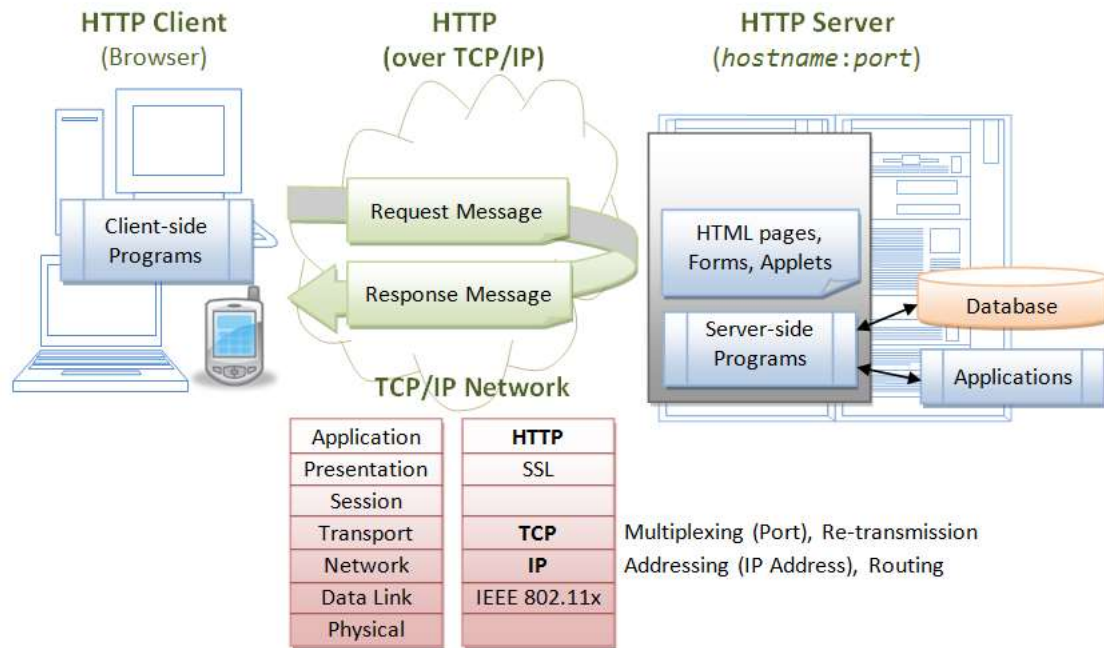 HTTP Client
(Browser)
HTTP
(over TCP/IP)
HTTP Server
(hostname:port)
Client-side
Programs
Request Message
Response Message
HTML pages,
Forms, Applets
Server-side
Programs
Database
Applications
TCP/IP Network
Application HTTP
Presentation SSL
Session
Transport TCP Multiplexing (Port), Re-transmission
Network IP Addressing (IP Address), Routing
Data Link IEEE 802.11x
Physical